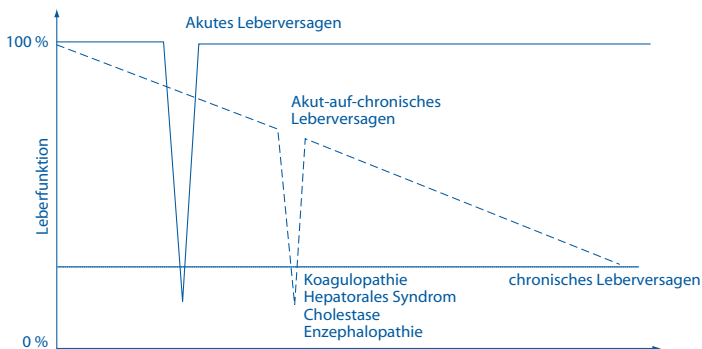 Akutes Leberversagen
100 %
Akut-auf-chronisches
Leberversagen
Leberfunktion
Koagulopathie
Hepatorales Syndrom
Cholestase
Enzephalopathie
chronisches Leberversagen
0 %